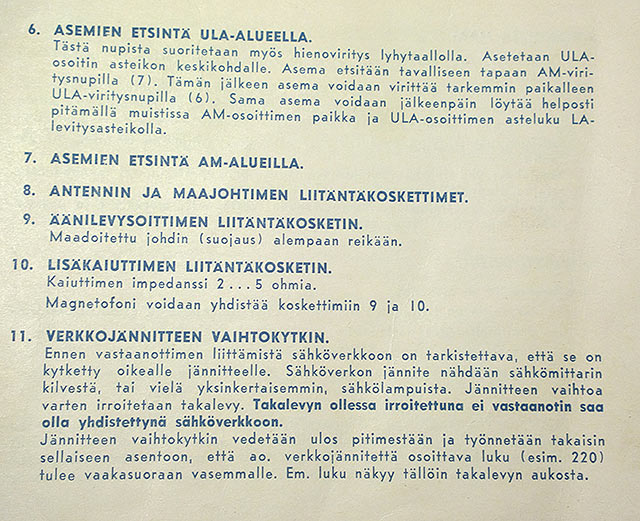 6. ASEMIEN ETSINTÄ ULA-ALUEELLA.
Tästä nupista suoritetaan myös hienoviritys lyhytaallolla. Asetetaan ULA-
osoitin asteikon keskikohdalle. Asema etsitään tavalliseen tapaan AM-viri-
tysnupilla (7). Tämän jälkeen asema voidaan virittää tarkemmin paikalleen
ULA-viritysnupilla (6). Sama asema voidaan jälkeenpäin löytää helposti
pitämällä muistissa AM-osoittimen paikka ja ULA-osoittimen asteluku LA-
levitysasteikolla.
7. ASEMIEN ETSINTÄ AM-ALUEILLA.
8. ANTENNIN JA MAAJOHTIMEN LIITÄNTÄKOSKETTIMET.
9. ÄÄNILEVYSOITTIMEN LIITÄNTÄKOSKETIN.
Maadoitettu johdin (suojaus) alempaan reikään.
10. LISÄKAIUTTIMEN LIITÄNTÄKOSKETIN.
Kaiuttimen impedanssi 2...5 ohmia.
Magnetofoni voidaan yhdistää koskettimiin 9 ja 10.
11. VERKKOJÄNNITTEEN VAIHTOKYTKIN.
Ennen vastaanottimen liittämistä sähköverkkoon on tarkistettava, että se on
kytketty oikealle jännitteelle. Sähköverkon jännite nähdään sähkömittarin
kilvestä, tai vielä yksinkertaisemmin, sähkölampuista. Jännitteen vaihtoa
varten irroitetaan takalevy. Takalevyn ollessa irroitettuna ei vastaanotin saa
olla yhdistettynä sähköverkkoon.
Jännitteen vaihtokytkin vedetään ulos pitimestään ja työnnetään takaisin
sellaiseen asentoon, että ao. verkkojännitettä osoittava luku (esim. 220)
tulee vaakasuoraan vasemmalle. Em. luku näkyy tällöin takalevyn aukosta.